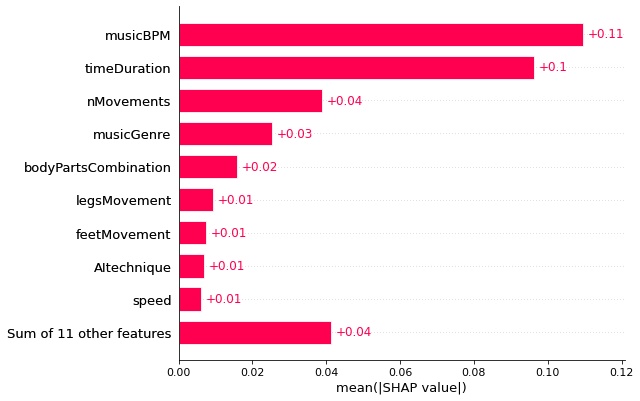 musicBPM +0.11
timeDuration +0.1
nMovements +0.04
musicGenre +0.03
bodyPartsCombination +0.02
legsMovement +0.01
feetMovement +0.01
AItechnique +0.01
speed +0.01
Sum of 11 other features +0.04
0.00 0.02 0.04 0.06 0.08 0.10 0.12
mean(|SHAP value|)